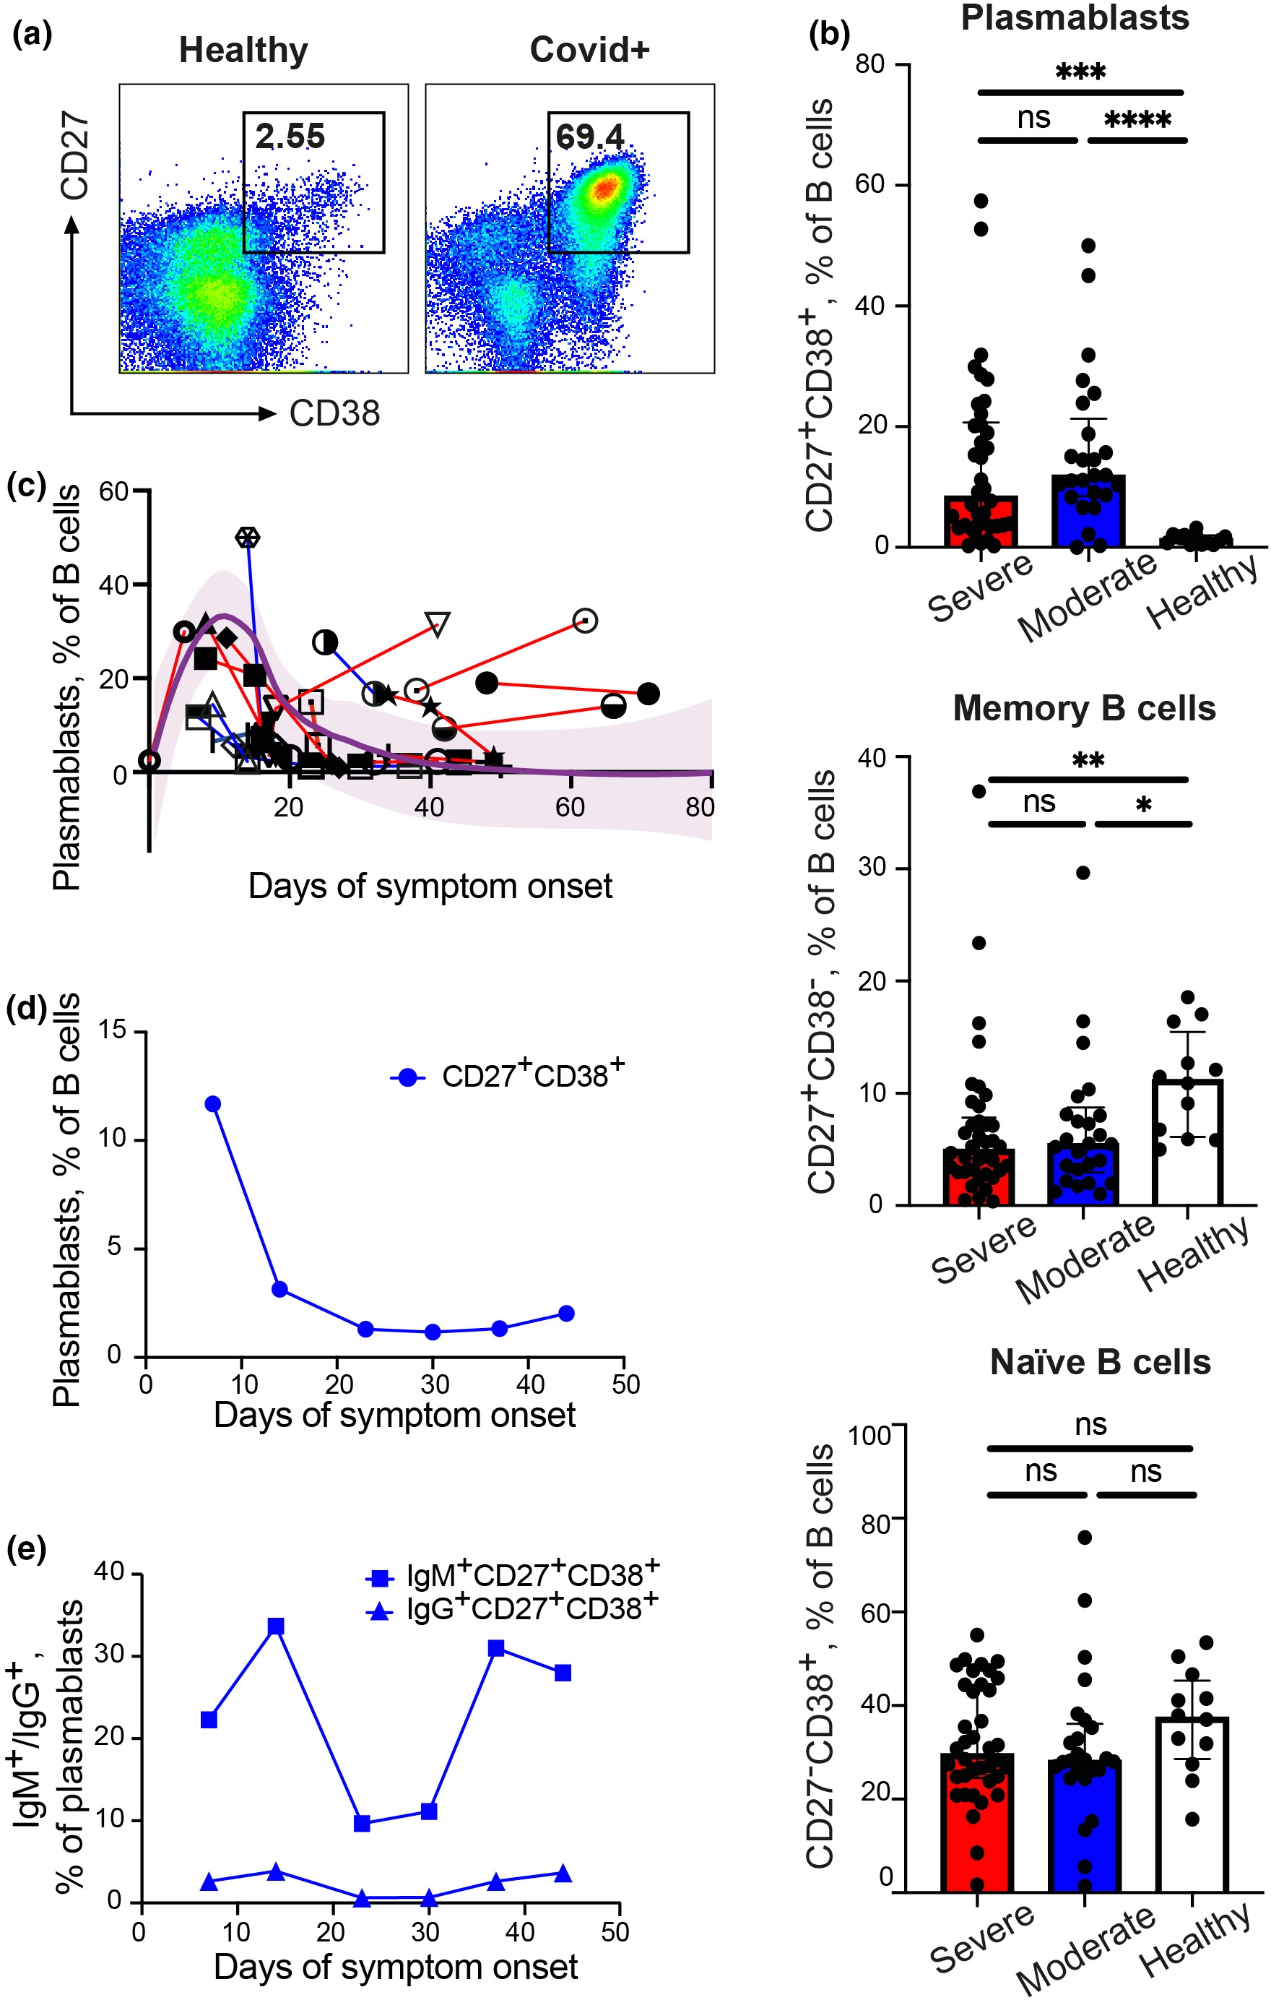 (a)
Healthy
Covid+
2.55
69.4
CD27
CD38
(b)
Plasmablasts
CD27+CD38+, % of B cells
80
60
40
20
0
***
ns
****
Severe
Moderate
Healthy
Memory B cells
CD27+CD38-, % of B cells
40
30
20
10
0
**
ns
*
Severe
Moderate
Healthy
Naïve B cells
CD27-CD38+, % of B cells
100
80
60
40
20
0
ns
ns
ns
Severe
Moderate
Healthy
(c)
Plasmablasts, % of B cells
60
40
20
0
20
40
60
80
Days of symptom onset
(d)
Plasmablasts, % of B cells
15
10
5
0
CD27+CD38+
0
10
20
30
40
50
Days of symptom onset
(e)
IgM+/IgG+,
% of plasmablasts
40
30
20
10
0
IgM+CD27+CD38+
IgG+CD27+CD38+
0
10
20
30
40
50
Days of symptom onset